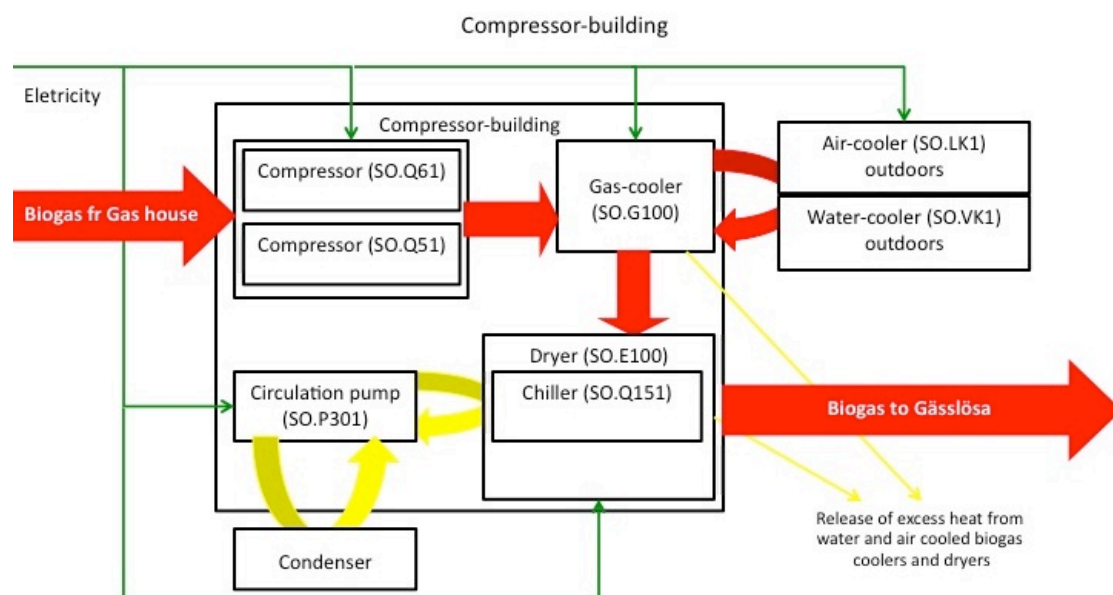 Compressor-building
Eletricity
Compressor-building
Compressor (SO.Q61)
Compressor (SO.Q51)
Biogas fr Gas house
Gas-cooler
(SO.G100)
Air-cooler (SO.LK1)
outdoors
Water-cooler (SO.VK1)
outdoors
Dryer (SO.E100)
Chiller (SO.Q151)
Circulation pump
(SO.P301)
Biogas to Gässlösa
Condenser
Release of excess heat from
water and air cooled biogas
coolers and dryers